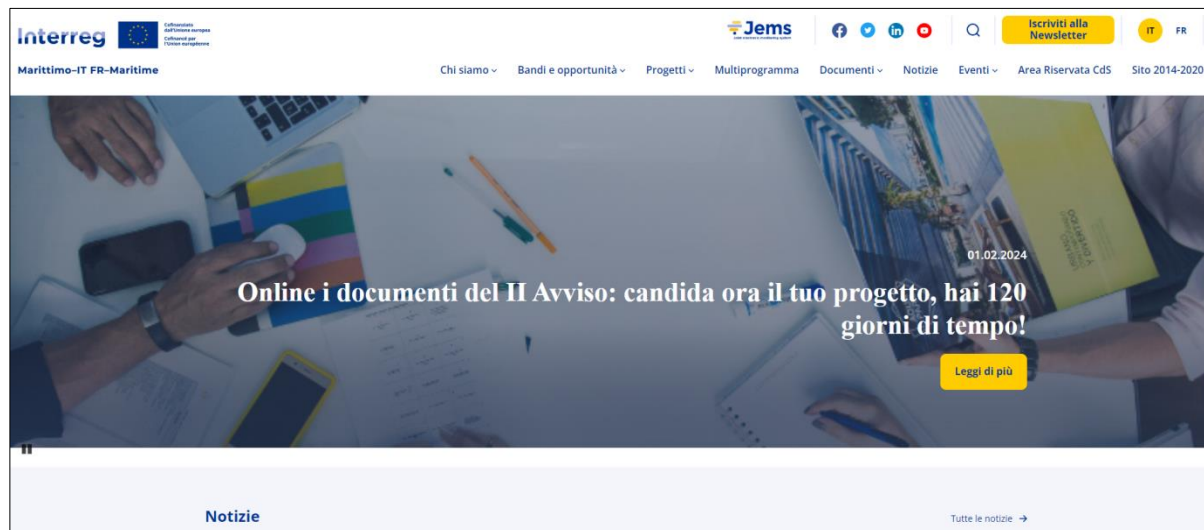 Interreg
Cofinanziato
dall'Unione europea
Cofinancé par
l'Union européenne
Jems
Iscriviti alla
Newsletter
IT FR
Marittimo–IT FR–Maritime
Chi siamo Bandi e opportunità Progetti Multiprogramma Documenti Notizie Eventi Area Riservata CdS Sito 2014-2020
01.02.2024
Online i documenti del II Avviso: candida ora il tuo progetto, hai 120
giorni di tempo!
Leggi di più
Notizie
Tutte le notizie →